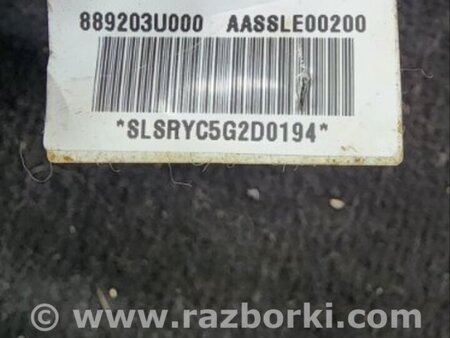 889203U000 AASSLE00200
*SLSRYC5G2D0194*
© www.razborki.com